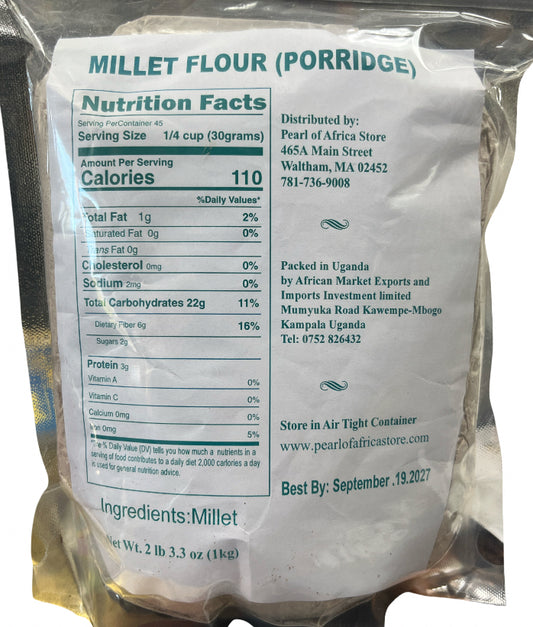 MILLET FLOUR (PORRIDGE)
Nutrition Facts
Serving PerContainer 45
Serving Size 1/4 cup (30grams)
Amount Per Serving
Calories 110
%Daily Values*
Total Fat 1g 2%
Saturated Fat 0g 0%
Trans Fat 0g
Cholesterol 0mg 0%
Sodium 2mg 0%
Total Carbohydrates 22g 11%
Dietary Fiber 6g 16%
Sugars 2g
Protein 3g
Vitamin A 0%
Vitamin C 0%
Calcium 0mg 0%
Iron 0mg 5%
*The % Daily Value (DV) tells you how much a nutrients in a
serving of food contributes to a daily diet 2,000 carlories a day
is used for general nutrition advice.
Ingredients:Millet
Net Wt. 2 lb 3.3 oz (1kg)
Distributed by:
Pearl of Africa Store
465A Main Street
Waltham, MA 02452
781-736-9008
Packed in Uganda
by African Market Exports and
Imports Investment limited
Mumyuka Road Kawempe-Mbogo
Kampala Uganda
Tel: 0752 826432
Store in Air Tight Container
www.pearlofafricastore.com
Best By: September .19.2027